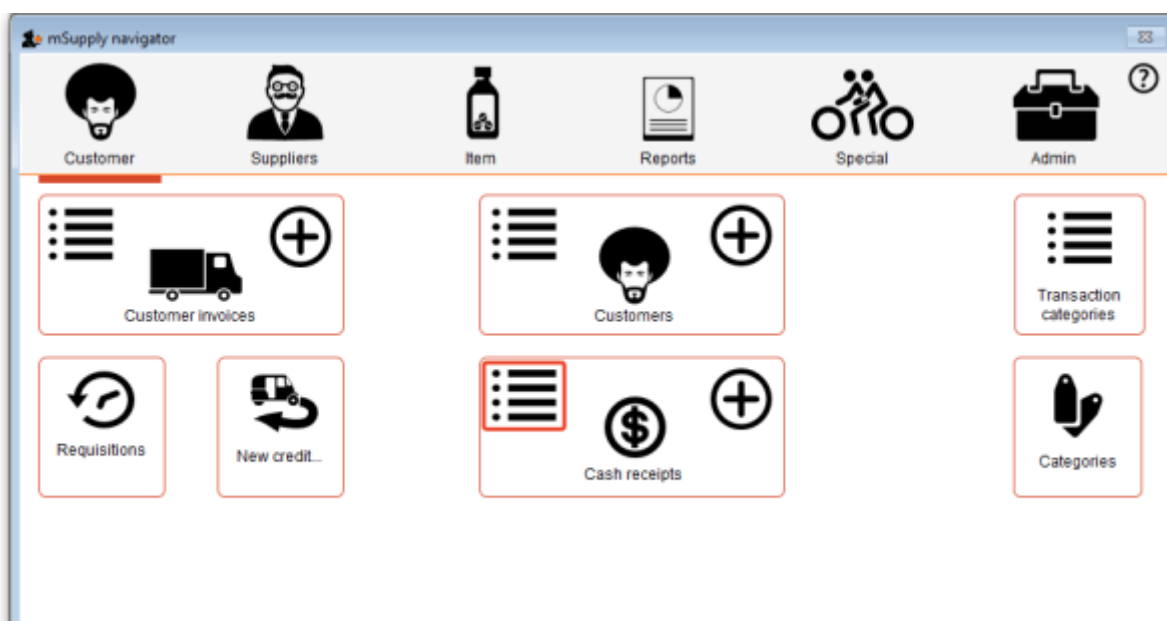 mSupply navigator
Customer
Suppliers
Item
Reports
Special
Admin
?
Customer invoices
Customers
Transaction
categories
Requisitions
New credit...
$
Cash receipts
Categories